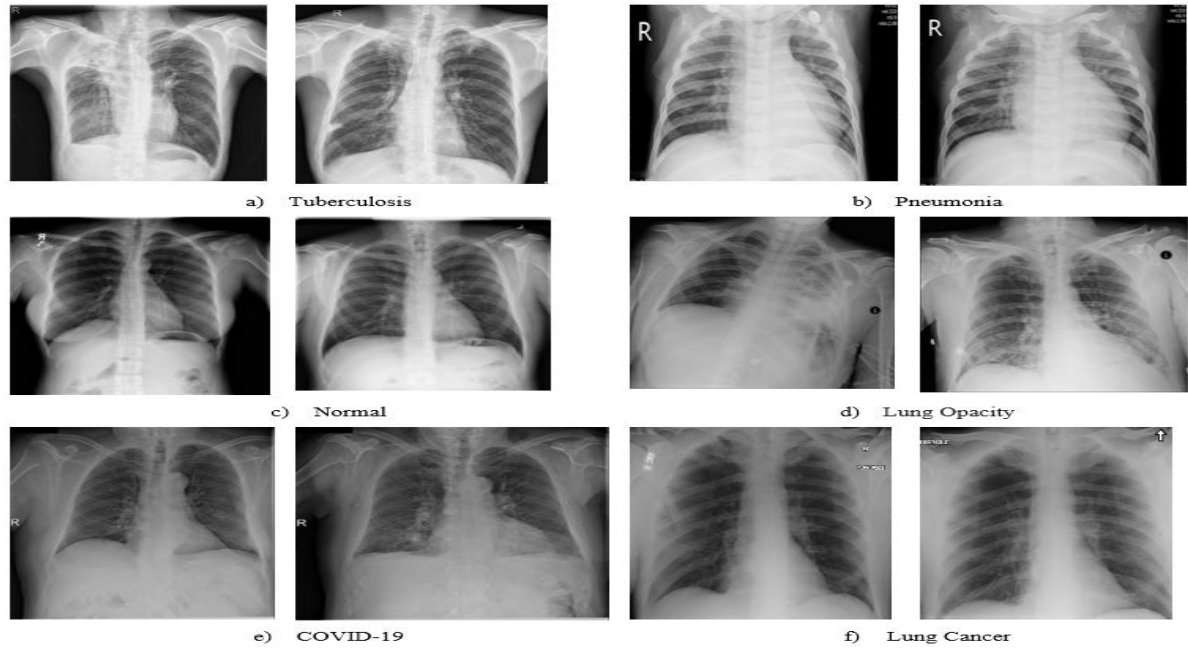 R
R
R
a) Tuberculosis
b) Pneumonia
c) Normal
d) Lung Opacity
R
R
e) COVID-19
f) Lung Cancer